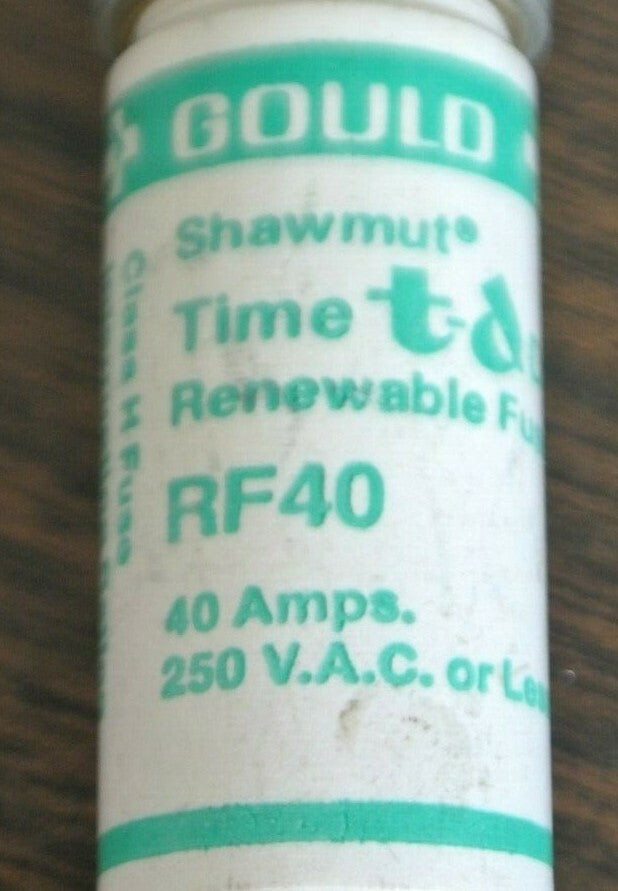 GOULD
Shawmut®
Time t-d
Renewable
RF40
40 Amps.
250 V.A.C. or
Class H Fuse